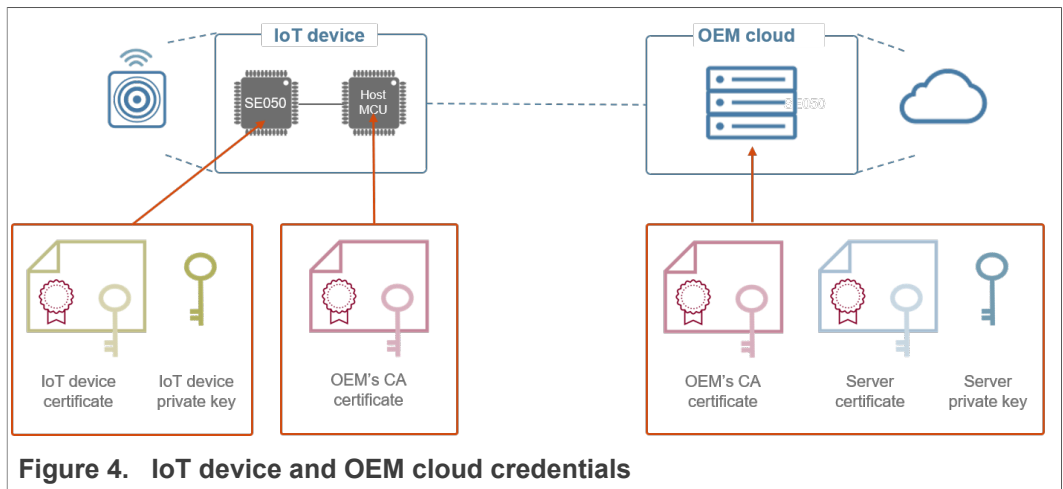 IoT device
OEM cloud
SE050
Host
MCU
SE050
IoT device
certificate
IoT device
private key
OEM's CA
certificate
OEM's CA
certificate
Server
certificate
Server
private key
Figure 4. IoT device and OEM cloud credentials